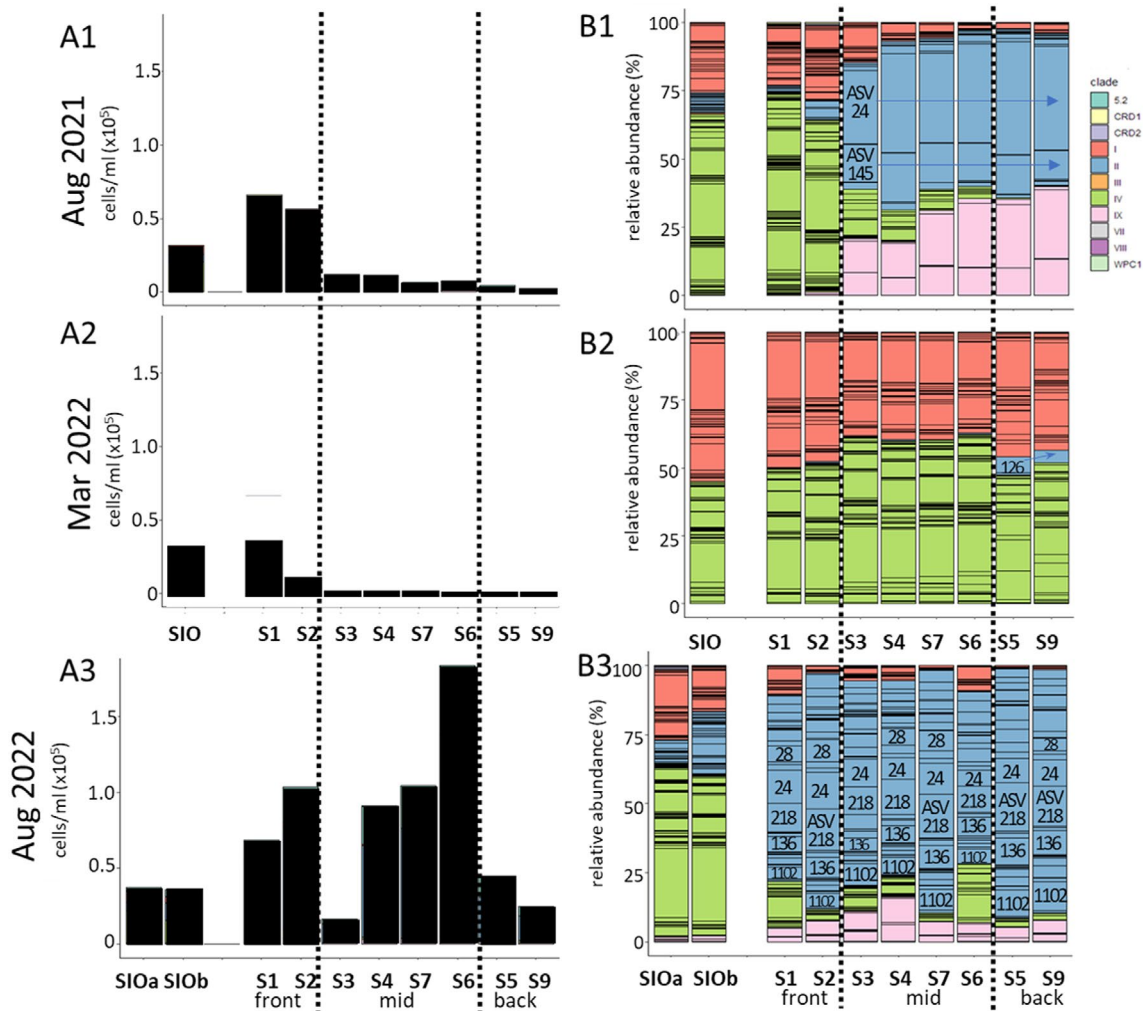 A1
Aug 2021
cells/ml (x10⁵)
1.5
1.0
0.5
0
B1
relative abundance (%)
100
75
50
25
0
ASV
24
ASV
145
clade
5.2
CRD1
CRD2
I
II
III
IV
IX
VII
VIII
WPC1
A2
Mar 2022
cells/ml (x10⁵)
1.5
0.5
0
SIO S1 S2 S3 S4 S7 S6 S5 S9
B2
relative abundance (%)
100
75
50
25
0
126
SIO S1 S2 S3 S4 S7 S6 S5 S9
A3
Aug 2022
cells/ml (x10⁵)
1.5
1.0
0.5
0
SIOa SIOb S1 S2 S3 S4 S7 S6 S5 S9
front mid back
B3
relative abundance (%)
100
75
50
25
0
28
24
218
136
1102
28
24
ASV
218
136
1102
24
218
136
1102
28
24
218
136
1102
28
24
ASV
218
136
1102
24
218
136
1102
24
ASV
218
136
1102
28
24
ASV
218
136
1102
SIOa SIOb S1 S2 S3 S4 S7 S6 S5 S9
front mid back